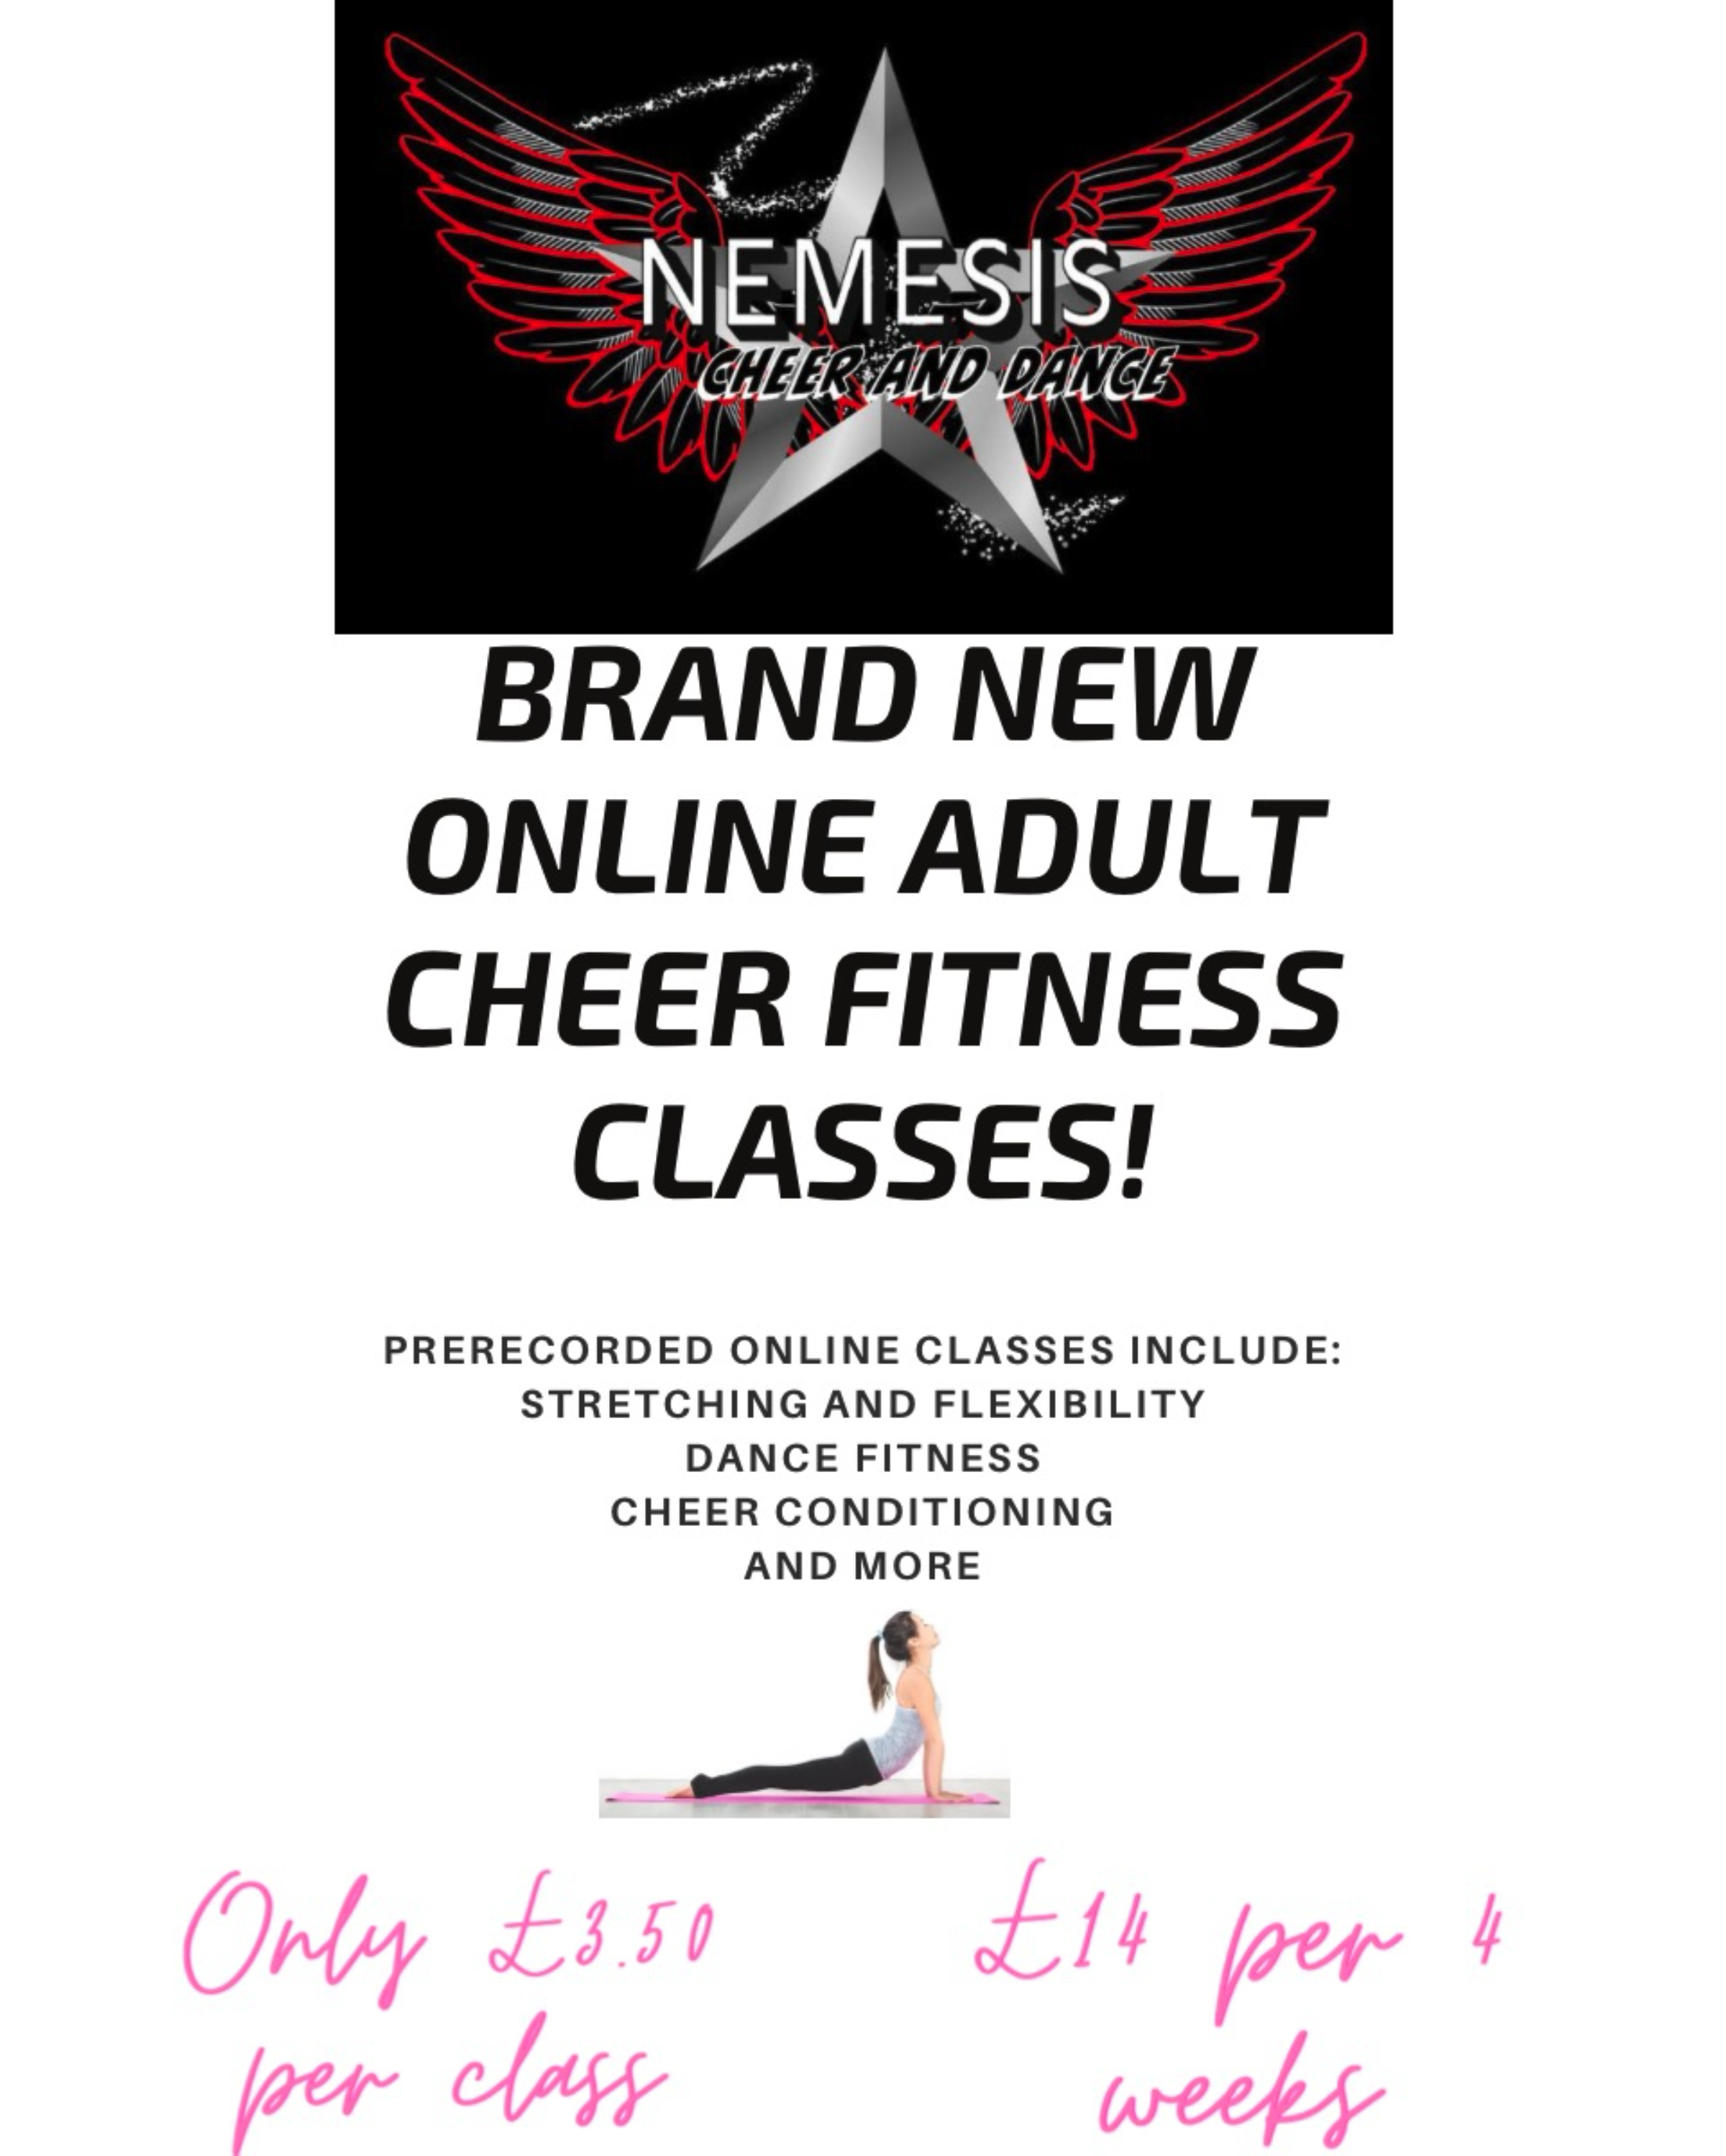 NEMESIS
CHEER AND DANCE
BRAND NEW
ONLINE ADULT
CHEER FITNESS
CLASSES!
PRERECORDED ONLINE CLASSES INCLUDE:
STRETCHING AND FLEXIBILITY
DANCE FITNESS
CHEER CONDITIONING
AND MORE
Only £3.50
per class
£14 per 4
weeks